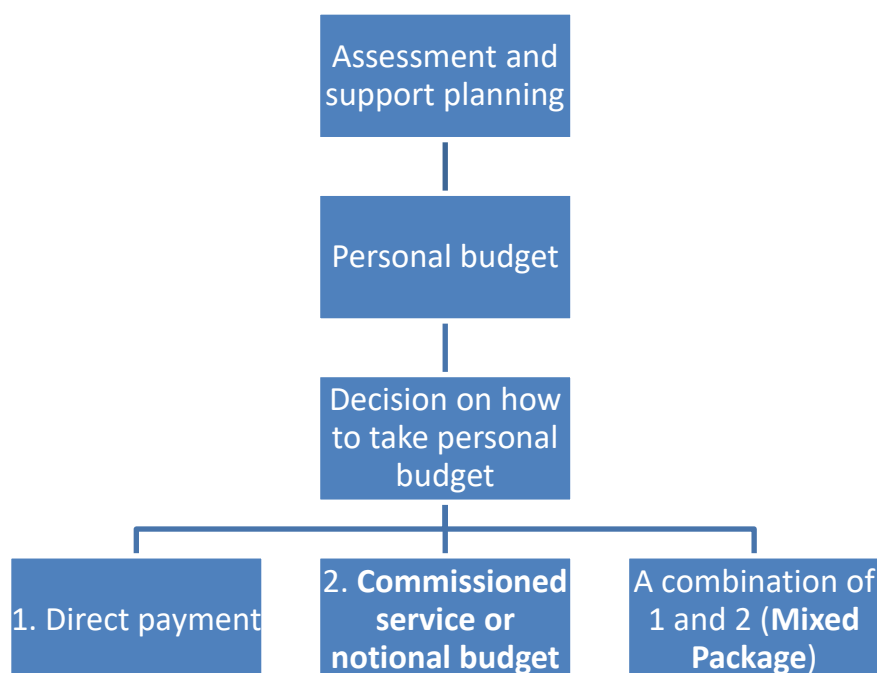 Assessment and
support planning
Personal budget
Decision on how
to take personal
budget
1. Direct payment
2. Commissioned
service or
notional budget
A combination of
1 and 2 (Mixed
Package)